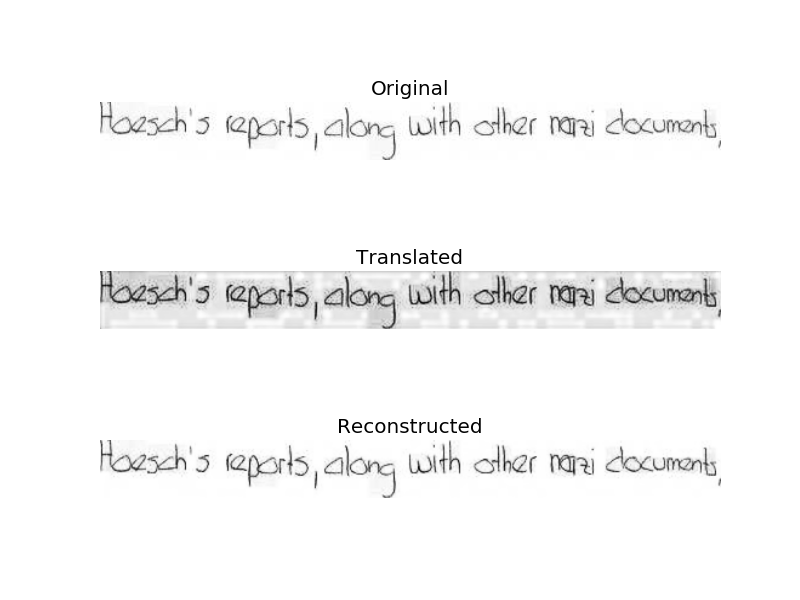 Original
Hoesch's reports, along with other nazi documents,
Translated
Hoesch's reports, along with other nazi documents,
Reconstructed
Hoesch's reports, along with other nazi documents,